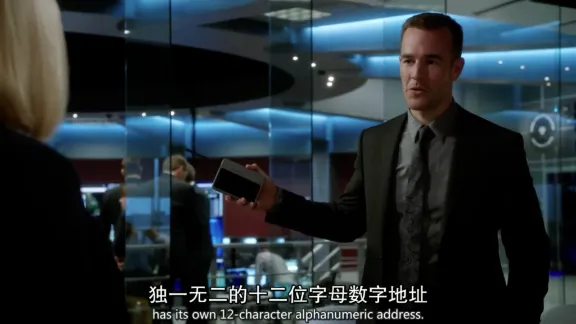 独一无二的十二位字母数字地址
has its own 12-character alphanumeric address.